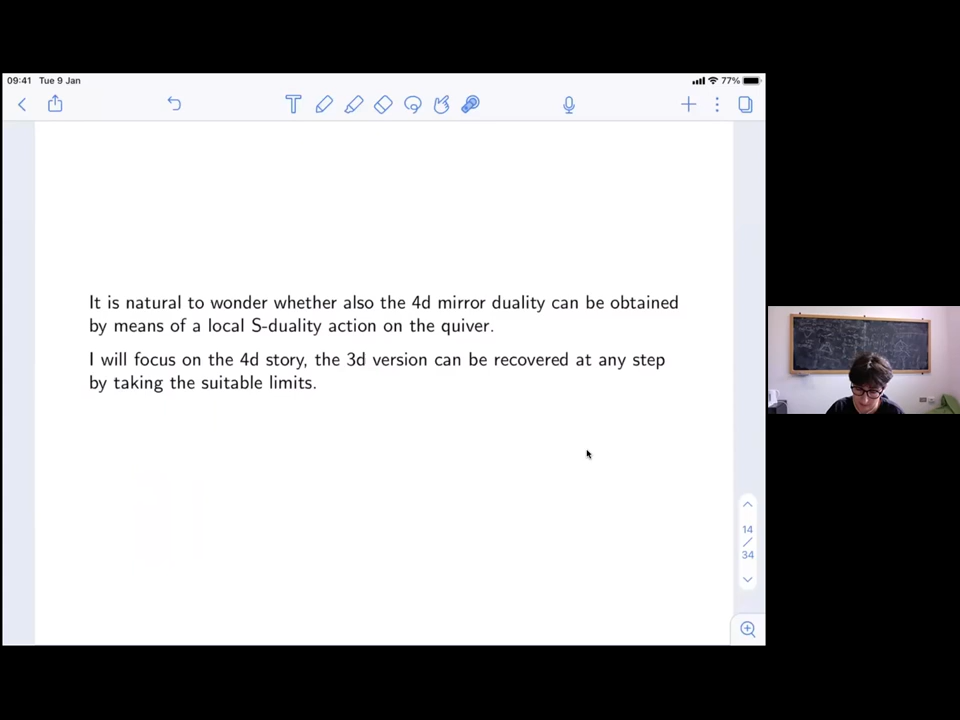 09:41 Tue 9 Jan
77%
It is natural to wonder whether also the 4d mirror duality can be obtained
by means of a local S-duality action on the quiver.
I will focus on the 4d story, the 3d version can be recovered at any step
by taking the suitable limits.
14
34